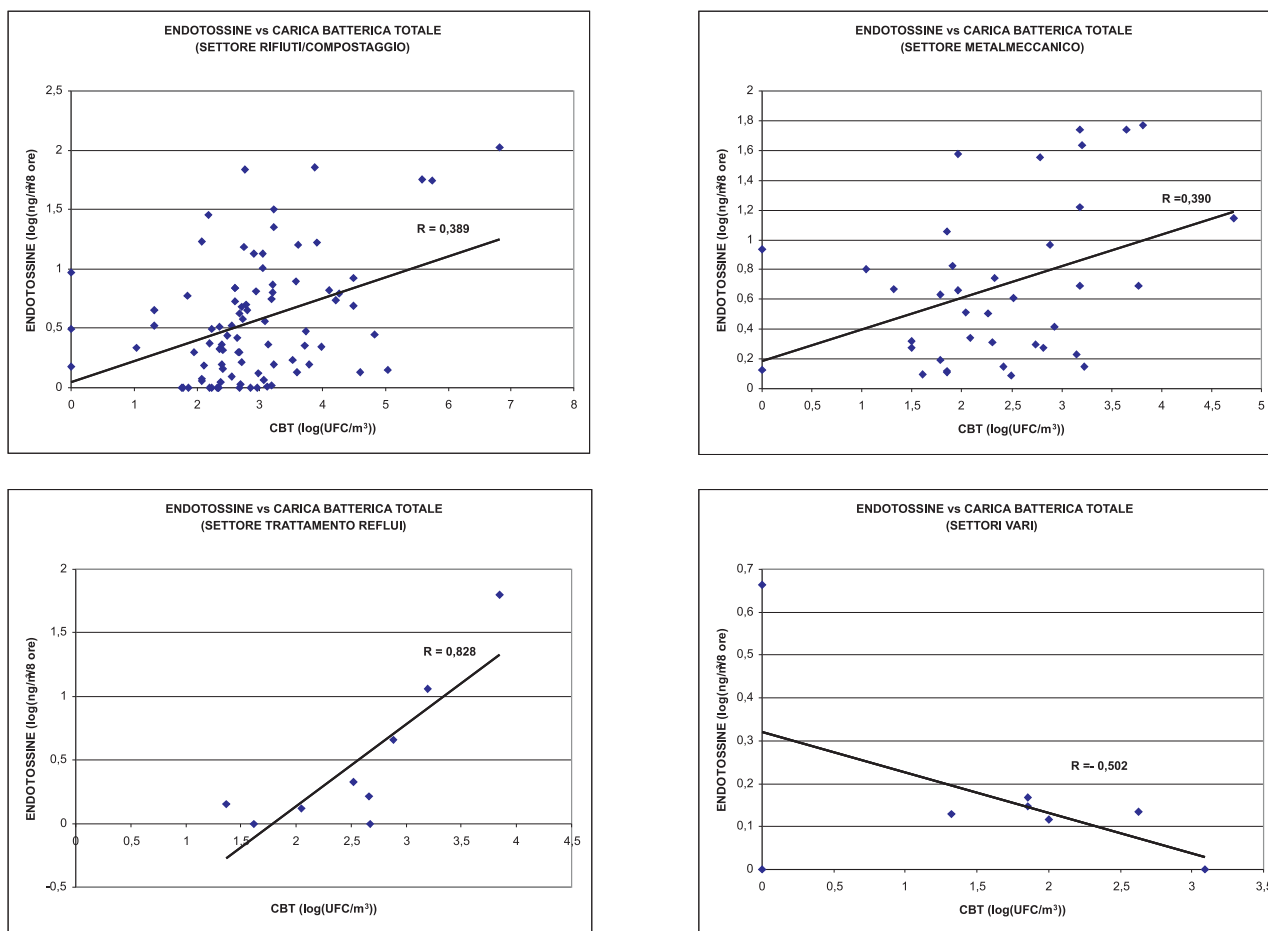 ENDOTOSSINE vs CARICA BATTERICA TOTALE
(SETTORE RIFIUTI/COMPOSTAGGIO)
ENDOTOSSINE (log(ng/m³/8 ore)
2,5
2
1,5
1
0,5
0
R = 0,389
0 1 2 3 4 5 6 7 8
CBT (log(UFC/m³))
ENDOTOSSINE vs CARICA BATTERICA TOTALE
(SETTORE METALMECCANICO)
ENDOTOSSINE (log(ng/m³/8 ore)
2
1,8
1,6
1,4
1,2
1
0,8
0,6
0,4
0,2
0
R =0,390
0 0,5 1 1,5 2 2,5 3 3,5 4 4,5 5
CBT (log(UFC/m³))
ENDOTOSSINE vs CARICA BATTERICA TOTALE
(SETTORE TRATTAMENTO REFLUI)
ENDOTOSSINE (log(ng/m³/8 ore)
2
1,5
1
0,5
0
-0,5
R = 0,828
0 0,5 1 1,5 2 2,5 3 3,5 4 4,5
CBT (log(UFC/m³))
ENDOTOSSINE vs CARICA BATTERICA TOTALE
(SETTORI VARI)
ENDOTOSSINE (log(ng/m³/8 ore)
0,7
0,6
0,5
0,4
0,3
0,2
0,1
0
R =- 0,502
0 0,5 1 1,5 2 2,5 3 3,5
CBT (log(UFC/m³))